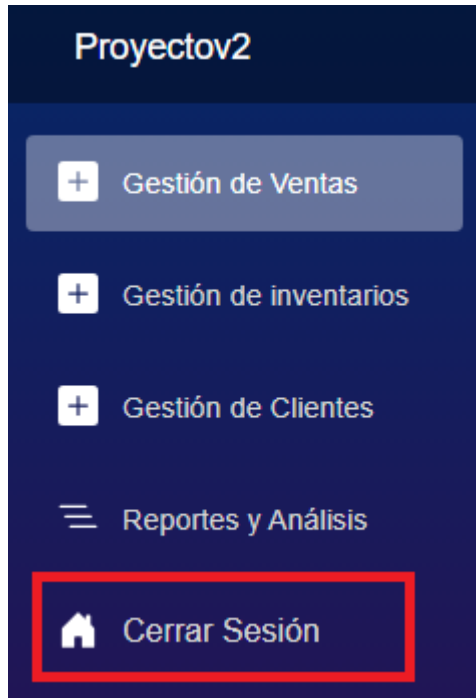 Proyectov2
Gestión de Ventas
Gestión de inventarios
Gestión de Clientes
Reportes y Análisis
Cerrar Sesión